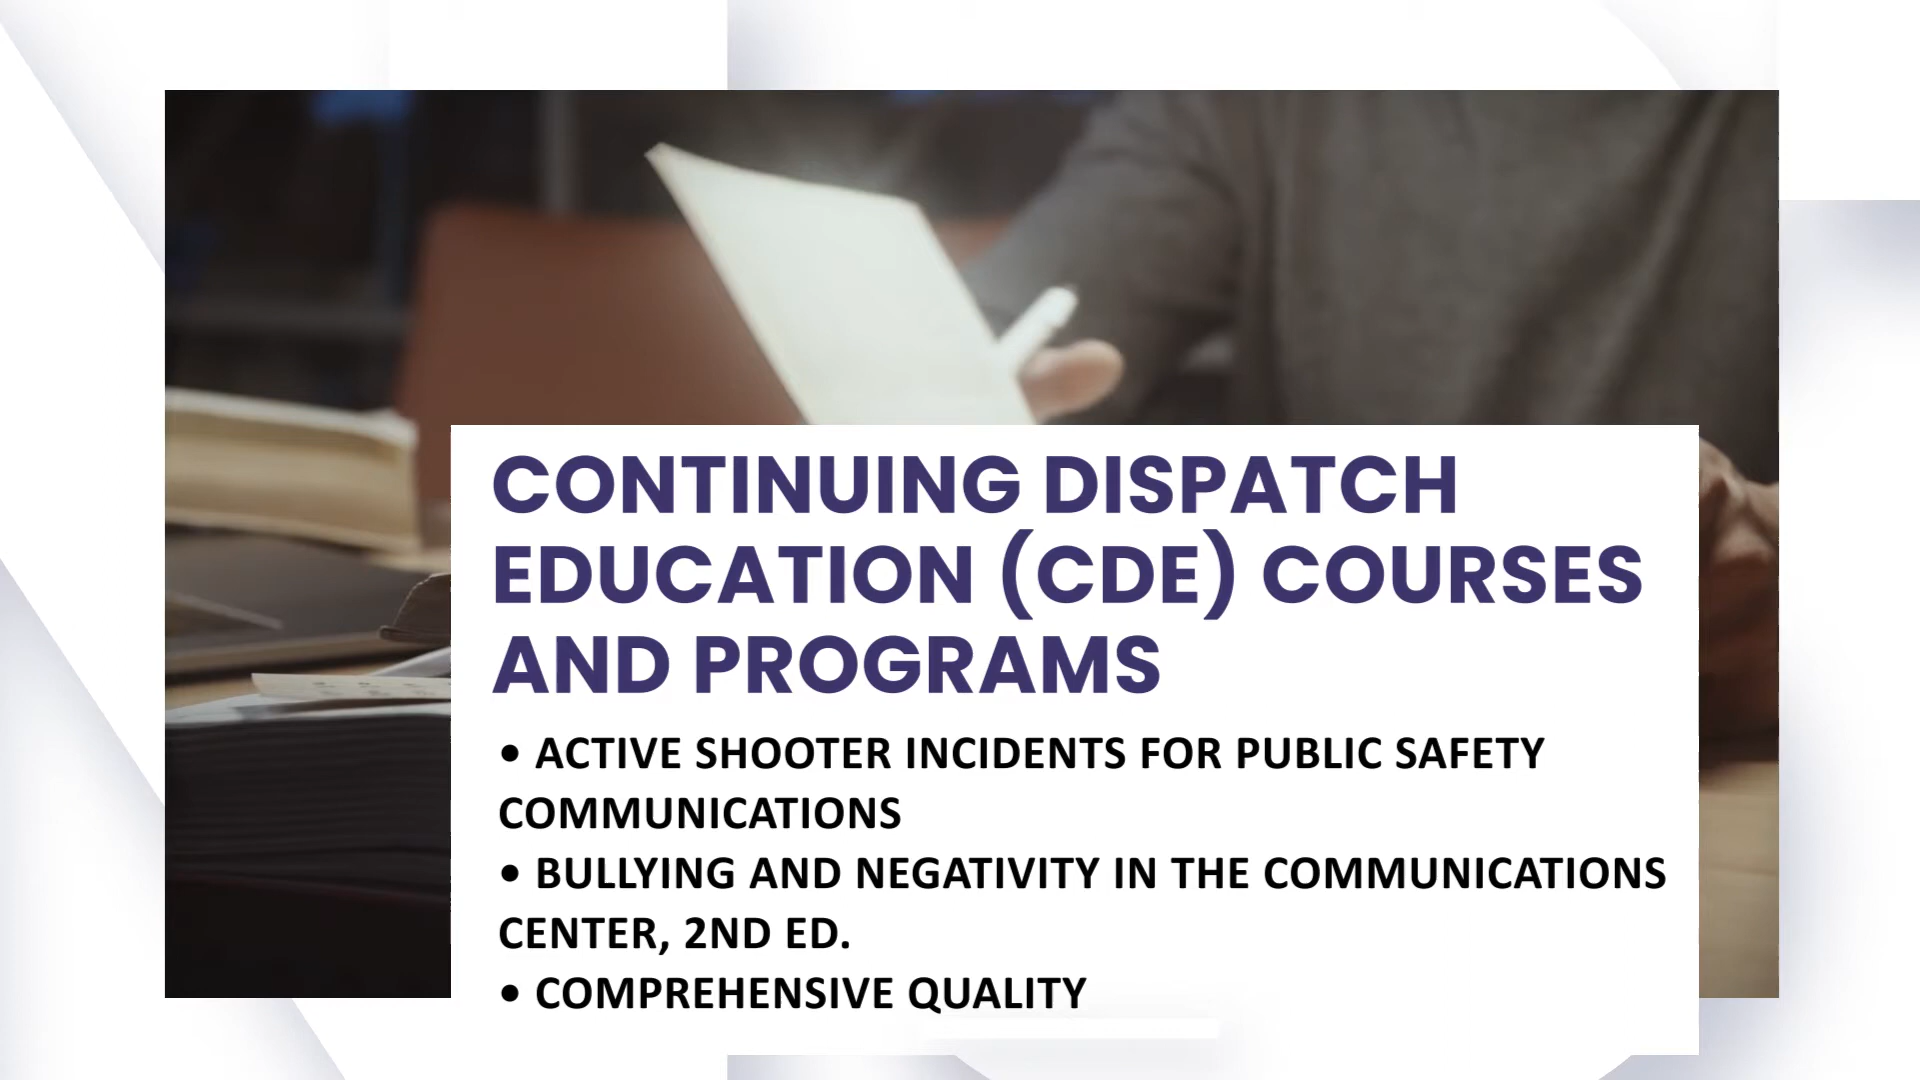 CONTINUING DISPATCH
EDUCATION (CDE) COURSES
AND PROGRAMS
• ACTIVE SHOOTER INCIDENTS FOR PUBLIC SAFETY
COMMUNICATIONS
• BULLYING AND NEGATIVITY IN THE COMMUNICATIONS
CENTER, 2ND ED.
• COMPREHENSIVE QUALITY